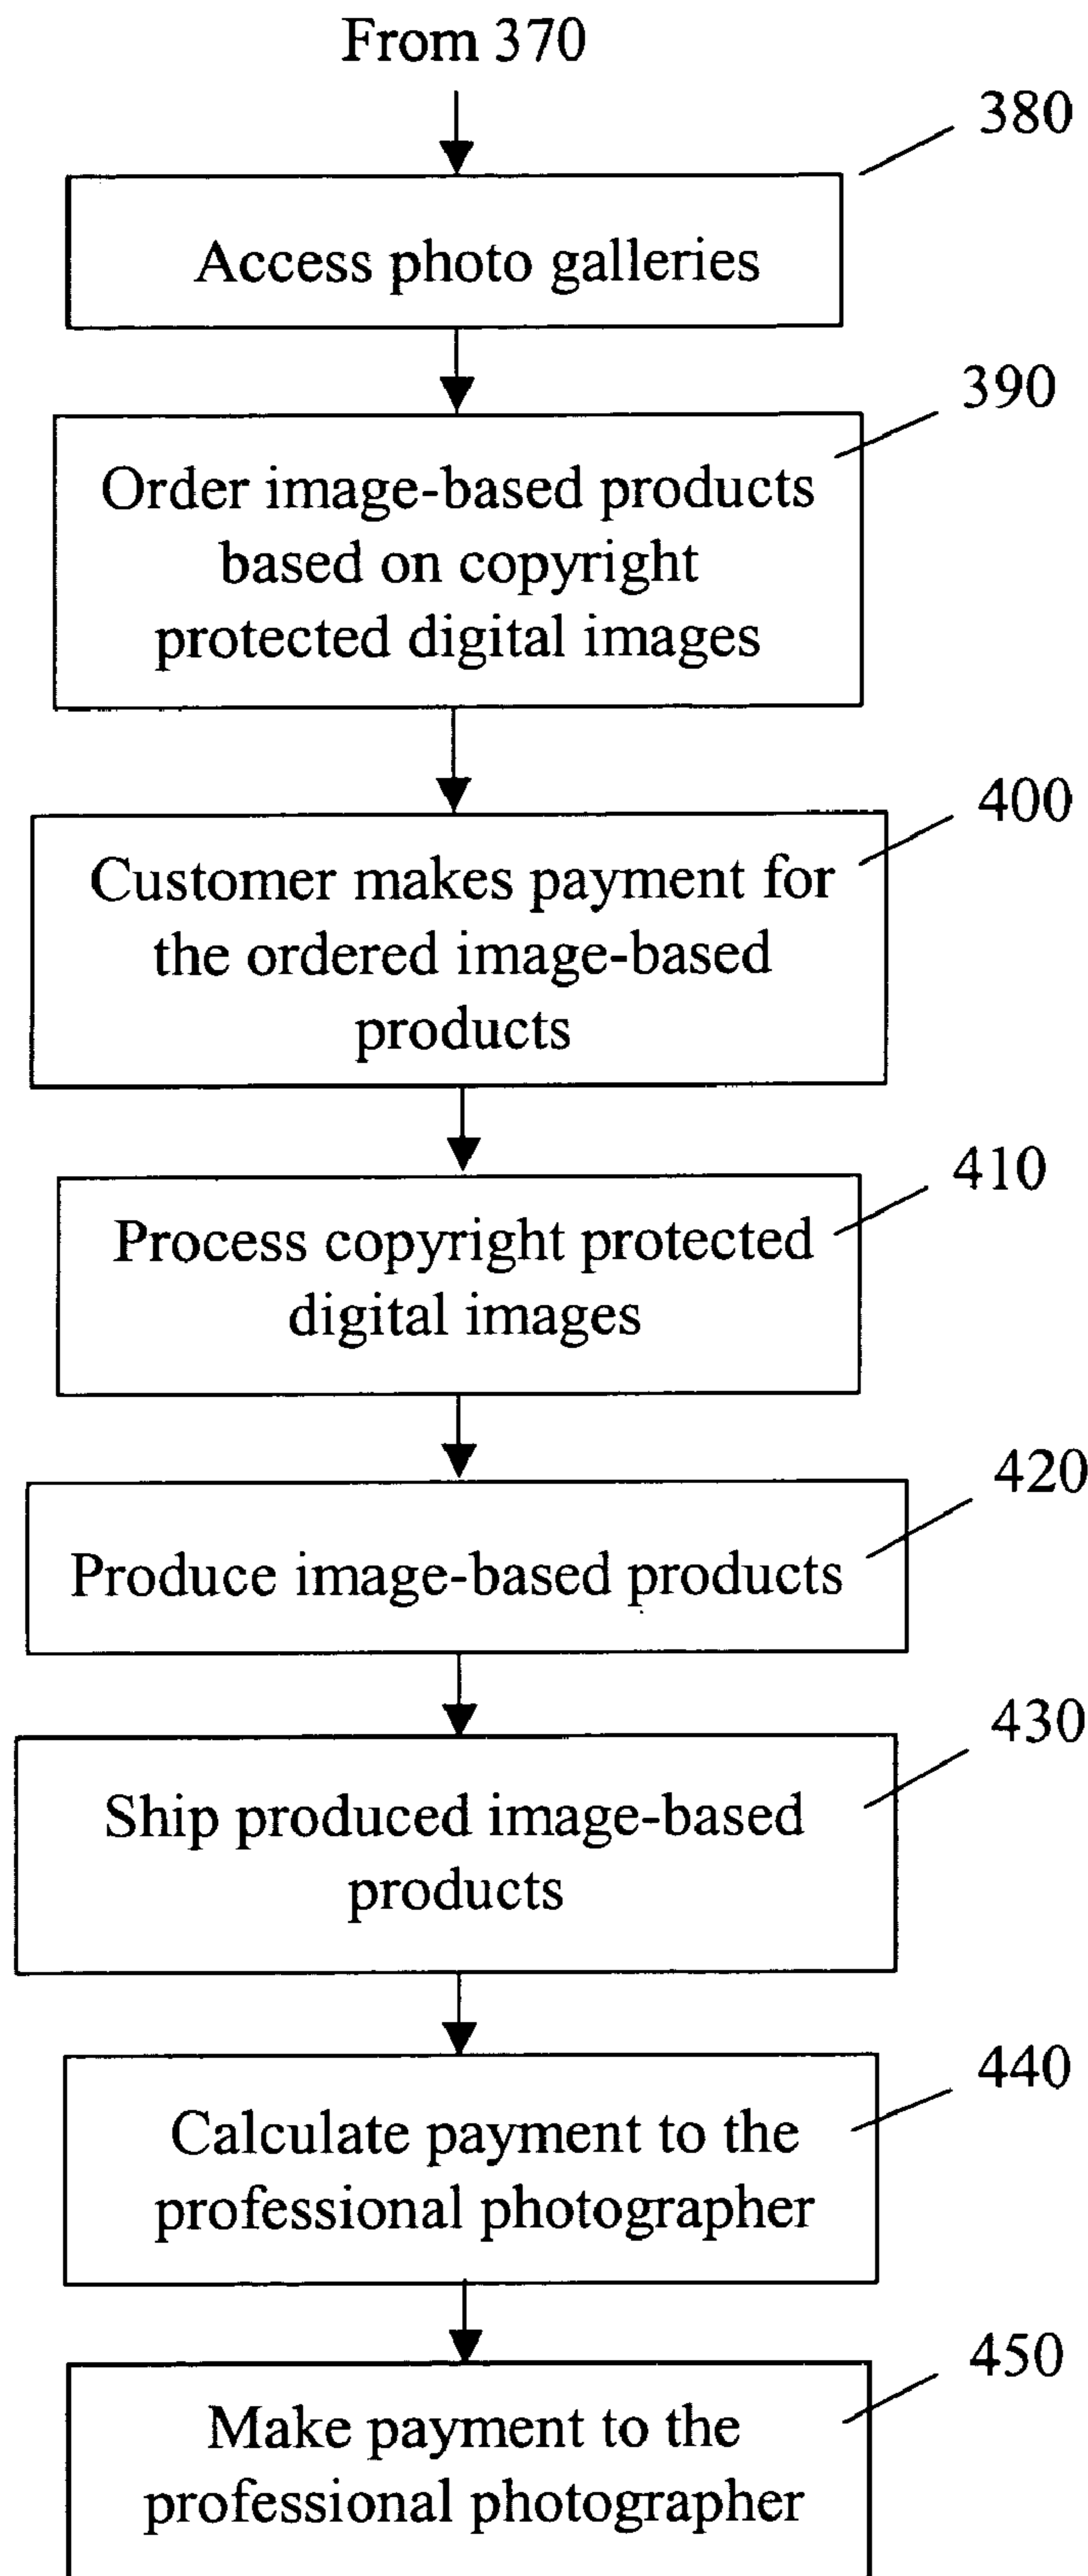 From 370
380
Access photo galleries
390
Order image-based products
based on copyright
protected digital images
400
Customer makes payment for
the ordered image-based
products
410
Process copyright protected
digital images
420
Produce image-based products
430
Ship produced image-based
products
440
Calculate payment to the
professional photographer
450
Make payment to the
professional photographer